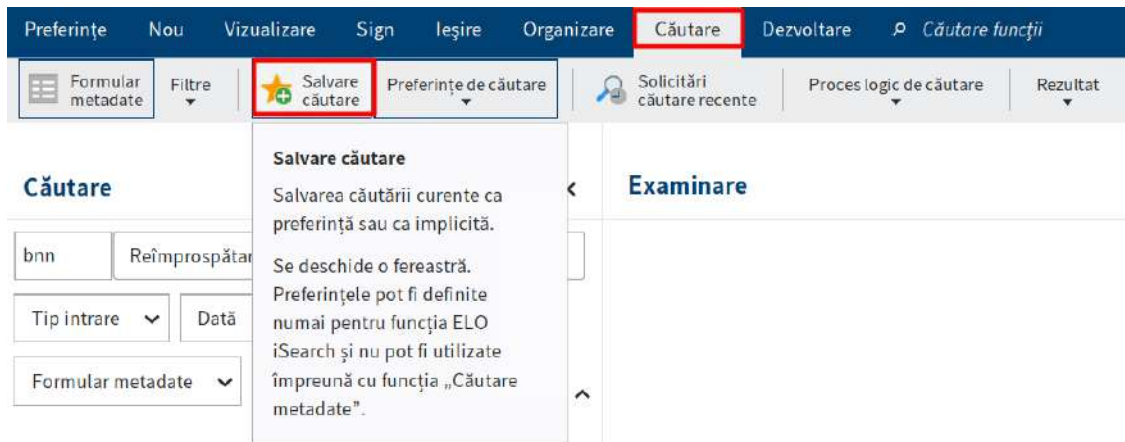 Preferințe Nou Vizualizare Sign Ieșire Organizare Căutare Dezvoltare Căutare funcții
Formular metadate Filtre Salvare căutare Preferințe de căutare Solicitări căutare recente Proces logic de căutare Rezultat
Salvare căutare
Căutare
Salvarea căutării curente ca
preferință sau ca implicită.
Examinare
bnn Reîmprospătar
Se deschide o fereastră.
Preferințele pot fi definite
Tip intrare Dată
numai pentru funcția ELO
iSearch și nu pot fi utilizate
Formular metadate
împreună cu funcția „Căutare
metadate”.